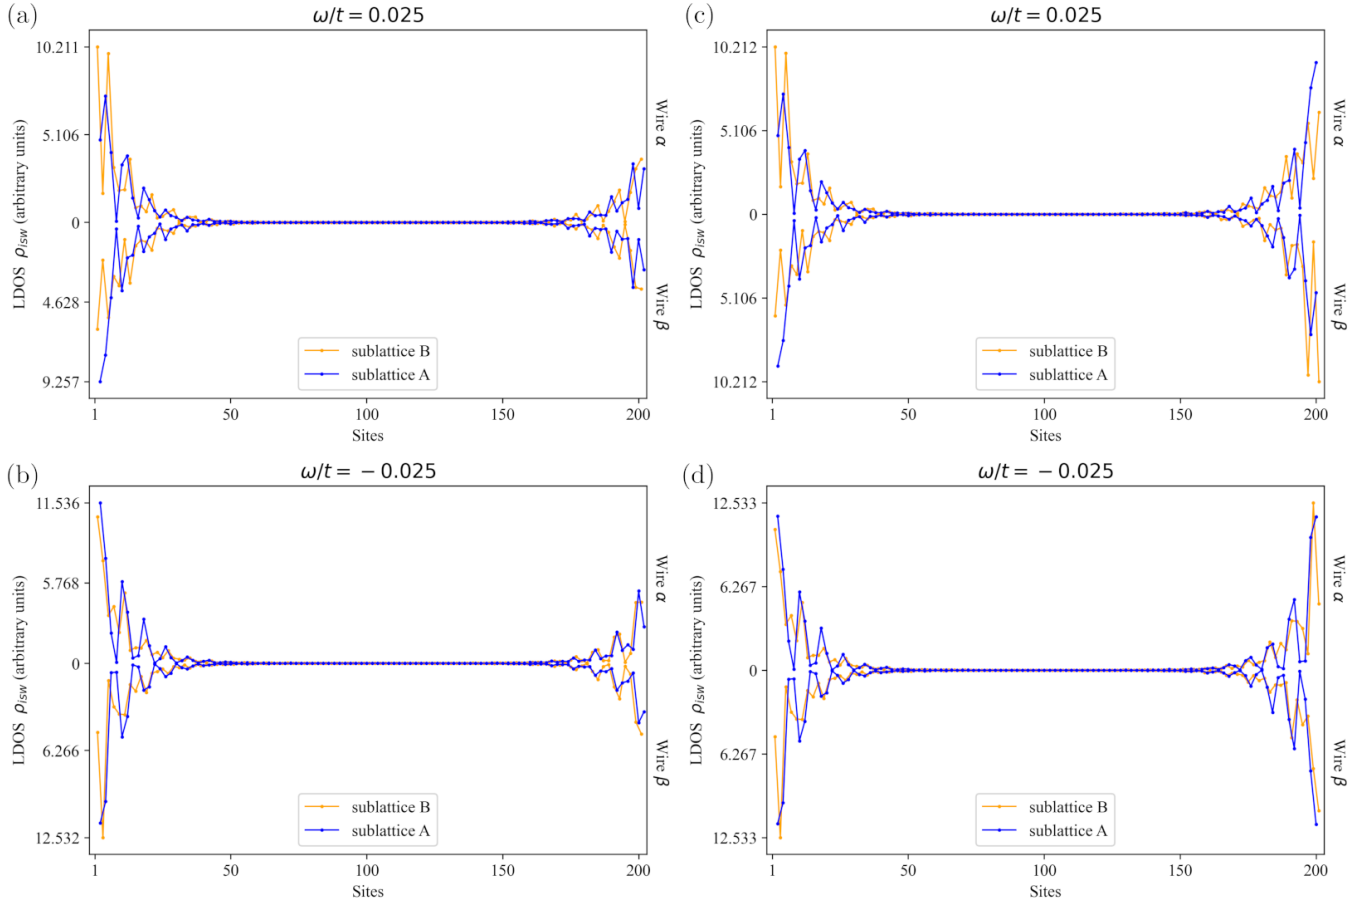 (a)
ω/t = 0.025
10.211
5.106
0
4.628
9.257
LDOS ρisw (arbitrary units)
Wire α
Wire β
sublattice B
sublattice A
1 50 100 150 200
Sites
(c)
ω/t = 0.025
10.212
5.106
0
5.106
10.212
LDOS ρisw (arbitrary units)
Wire α
Wire β
sublattice B
sublattice A
1 50 100 150 200
Sites
(b)
ω/t = − 0.025
11.536
5.768
0
6.266
12.532
LDOS ρisw (arbitrary units)
Wire α
Wire β
sublattice B
sublattice A
1 50 100 150 200
Sites
(d)
ω/t = − 0.025
12.533
6.267
0
6.267
12.533
LDOS ρisw (arbitrary units)
Wire α
Wire β
sublattice B
sublattice A
1 50 100 150 200
Sites